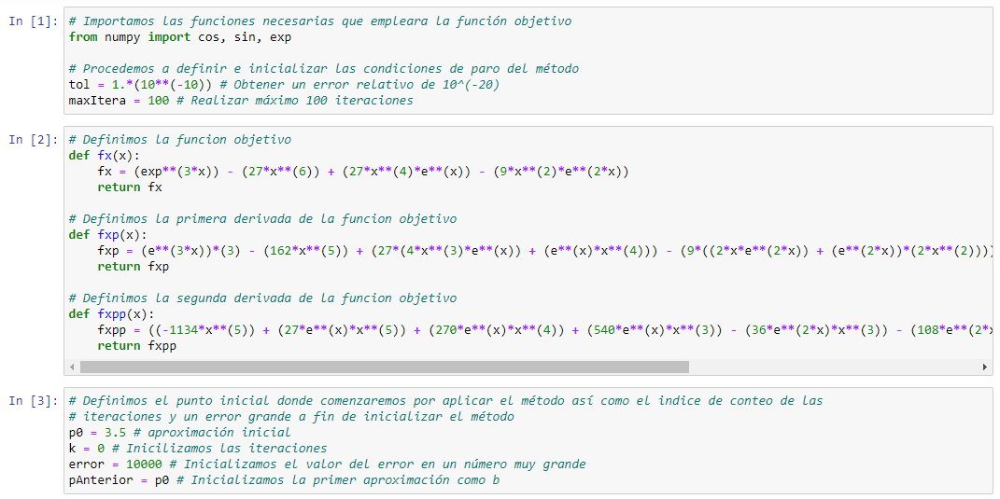 In [1]: # Importamos las funciones necesarias que empleara la función objetivo
from numpy import cos, sin, exp
# Procedemos a definir e inicializar las condiciones de paro del método
tol = 1.*(10**(-10)) # Obtener un error relativo de 10^(-20)
maxItera = 100 # Realizar máximo 100 iteraciones
In [2]: # Definimos la funcion objetivo
def fx(x):
fx = (exp**(3*x)) - (27*x**(6)) + (27*x**(4)*e**(x)) - (9*x**(2)*e**(2*x))
return fx
# Definimos la primera derivada de la funcion objetivo
def fxp(x):
fxp = (e**(3*x))*(3) - (162*x**(5)) + (27*(4*x**(3)*e**(x)) + (e**(x)*x**(4))) - (9*((2*x*e**(2*x)) + (e**(2*x))*(2*x**(2))))
return fxp
# Definimos la segunda derivada de la funcion objetivo
def fxpp(x):
fxpp = ((-1134*x**(5)) + (27*e**(x)*x**(5)) + (270*e**(x)*x**(4)) + (540*e**(x)*x**(3)) - (36*e**(2*x)*x**(3)) - (108*e**(2*x
return fxpp
In [3]: # Definimos el punto inicial donde comenzaremos por aplicar el método así como el indice de conteo de las
# iteraciones y un error grande a fin de inicializar el método
p0 = 3.5 # aproximación inicial
k = 0 # Inicilizamos las iteraciones
error = 10000 # Inicializamos el valor del error en un número muy grande
pAnterior = p0 # Inicializamos la primer aproximación como b